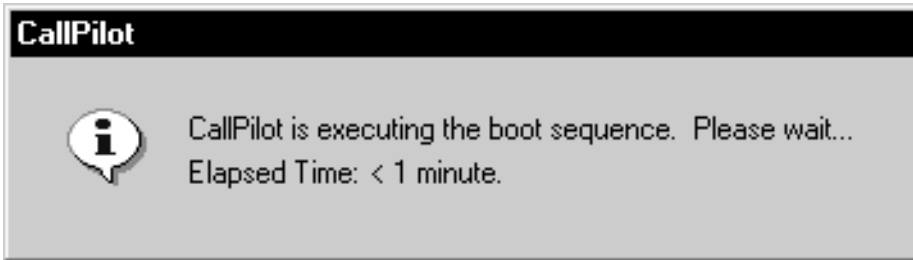 CallPilot
CallPilot is executing the boot sequence.  Please wait...
Elapsed Time: < 1 minute.